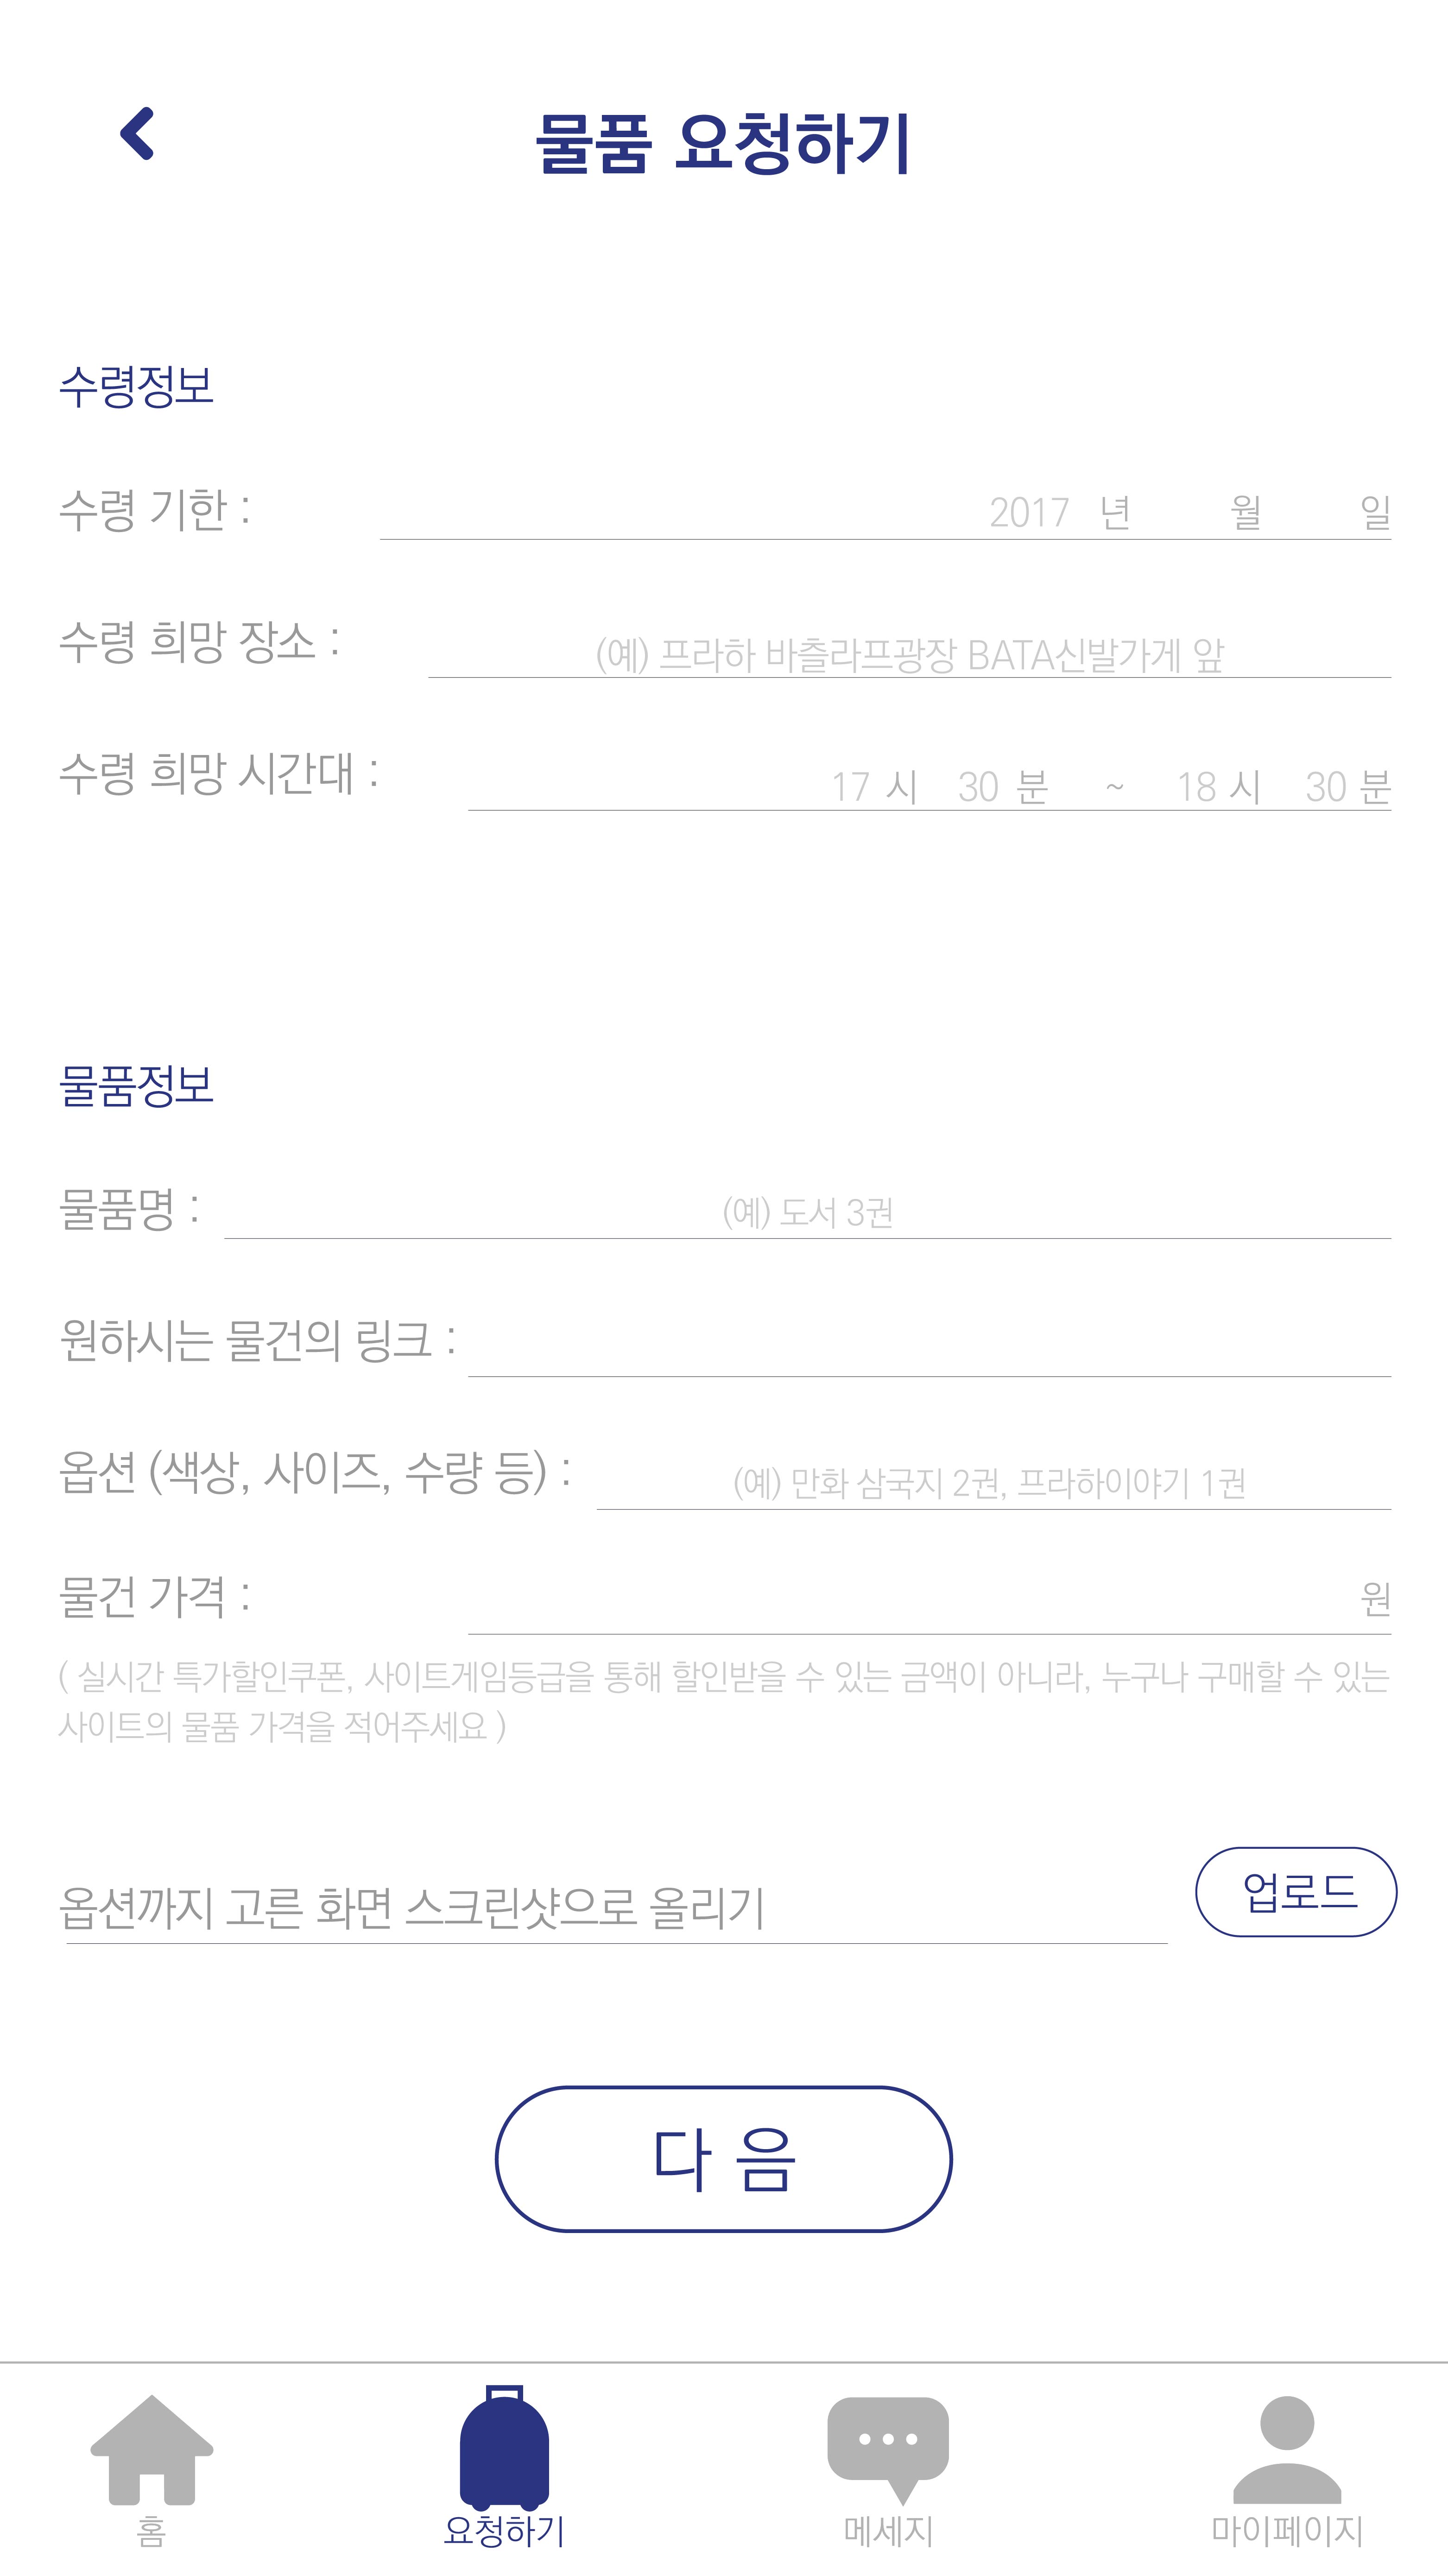 물품 요청하기
수령정보
수령 기한 : 2017 년 월 일
수령 희망 장소 : (예) 프라하 바츨라프광장 BATA신발가게 앞
수령 희망 시간대 : 17 시 30 분 ~ 18 시 30 분
물품정보
물품명 : (예) 도서 3권
원하시는 물건의 링크 :
옵션 (색상, 사이즈, 수량 등) : (예) 만화 삼국지 2권, 프라하이야기 1권
물건 가격 : 원
( 실시간 특가할인쿠폰, 사이트게임등급을 통해 할인받을 수 있는 금액이 아니라, 누구나 구매할 수 있는
사이트의 물품 가격을 적어주세요 )
옵션까지 고른 화면 스크린샷으로 올리기 업로드
다 음
홈 요청하기 메세지 마이페이지